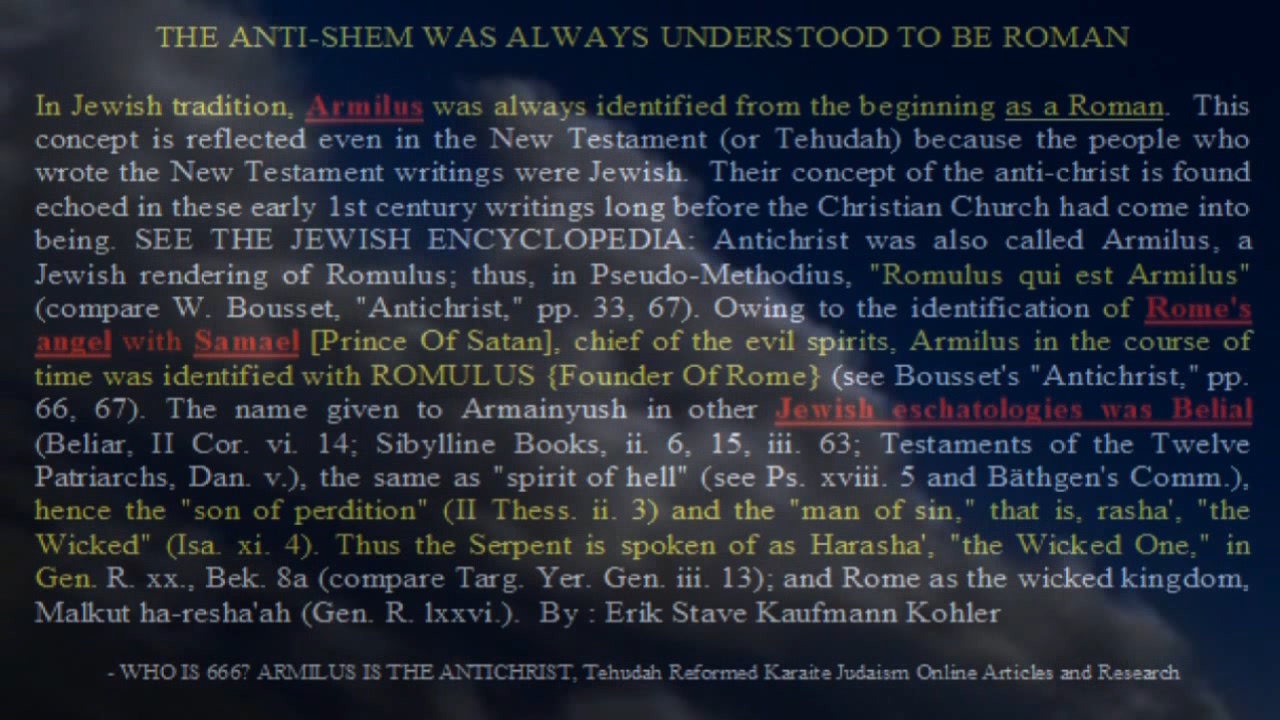 THE ANTI-SHEM WAS ALWAYS UNDERSTOOD TO BE ROMAN
In Jewish tradition, Armilus was always identified from the beginning as a Roman. This
concept is reflected even in the New Testament (or Tehudah) because the people who
wrote the New Testament writings were Jewish. Their concept of the anti-christ is found
echoed in these early 1st century writings long before the Christian Church had come into
being. SEE THE JEWISH ENCYCLOPEDIA: Antichrist was also called Armilus, a
Jewish rendering of Romulus; thus, in Pseudo-Methodius, "Romulus qui est Armilus"
(compare W. Bousset, "Antichrist," pp. 33, 67). Owing to the identification of Rome's
angel with Samael [Prince Of Satan], chief of the evil spirits, Armilus in the course of
time was identified with ROMULUS {Founder Of Rome} (see Bousset's "Antichrist," pp.
66, 67). The name given to Armainyush in other Jewish eschatologies was Belial
(Beliar, II Cor. vi. 14; Sibylline Books, ii. 6, 15, iii. 63; Testaments of the Twelve
Patriarchs, Dan. v.), the same as "spirit of hell" (see Ps. xviii. 5 and Bäthgen's Comm.),
hence the "son of perdition" (II Thess. ii. 3) and the "man of sin," that is, rasha', "the
Wicked" (Isa. xi. 4). Thus the Serpent is spoken of as Harasha', "the Wicked One," in
Gen. R. xx., Bek. 8a (compare Targ. Yer. Gen. iii. 13); and Rome as the wicked kingdom,
Malkut ha-resha'ah (Gen. R. lxxvi.). By : Erik Stave Kaufmann Kohler
- WHO IS 666? ARMILUS IS THE ANTICHRIST, Tehudah Reformed Karaite Judaism Online Articles and Research